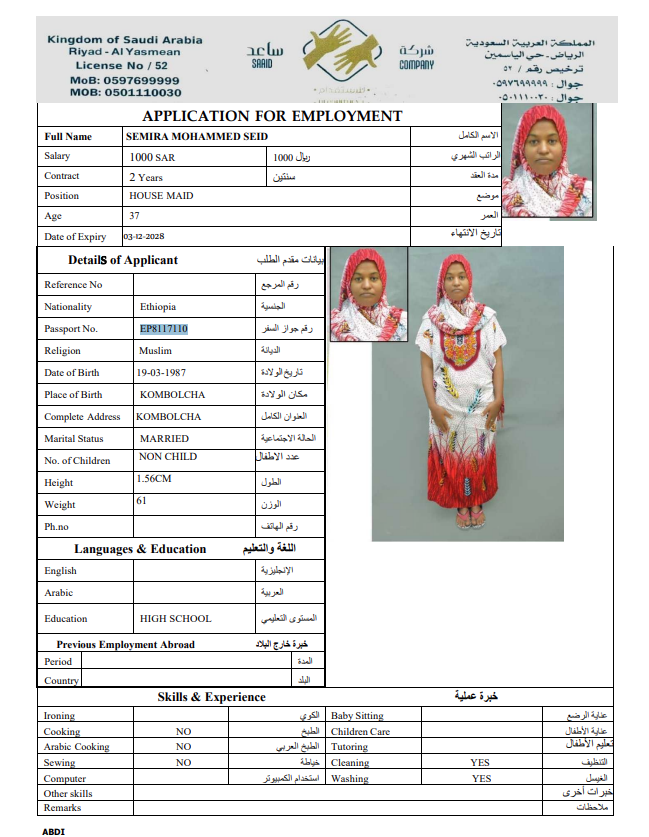 Kingdom of Saudi Arabia
Riyad - Al Yasmean
License No / 52
MoB: 0597699999
MOB: 0501110030
ساعد
SAAID
شركة
COMPANY
للاستقدام
المملكة العربية السعودية
الرياض - حي الياسمين
ترخيص رقم / ٥٢
جوال : ٠٥٩٧٦٩٩٩٩٩
جوال : ٠٥٠١١١٠٠٣٠
APPLICATION FOR EMPLOYMENT
Full Name SEMIRA MOHAMMED SEID الاسم الكامل
Salary 1000 SAR 1000 ريال الراتب الشهري
Contract 2 Years سنتين مدة العقد
Position HOUSE MAID موضع
Age 37 العمر
Date of Expiry 03-12-2028 تاريخ الانتهاء
Details of Applicant بيانات مقدم الطلب
Reference No رقم المرجع
Nationality Ethiopia الجنسية
Passport No. EP8117110 رقم جواز السفر
Religion Muslim الديانة
Date of Birth 19-03-1987 تاريخ الولادة
Place of Birth KOMBOLCHA مكان الولادة
Complete Address KOMBOLCHA العنوان الكامل
Marital Status MARRIED الحالة الاجتماعية
No. of Children NON CHILD عدد الاطفال
Height 1.56CM الطول
Weight 61 الوزن
Ph.no رقم الهاتف
Languages & Education اللغة والتعليم
English الإنجليزية
Arabic العربية
Education HIGH SCHOOL المستوى التعليمي
Previous Employment Abroad خبرة خارج البلاد
Period المدة
Country البلد
Skills & Experience خبرة عملية
Ironing الكوي Baby Sitting عناية الرضع
Cooking NO الطبخ Children Care عناية الأطفال
Arabic Cooking NO الطبخ العربي Tutoring تعليم الأطفال
Sewing NO خياطة Cleaning YES التنظيف
Computer استخدام الكمبيوتر Washing YES الغيسل
Other skills خبرات أخرى
Remarks ملاحظات
ABDI